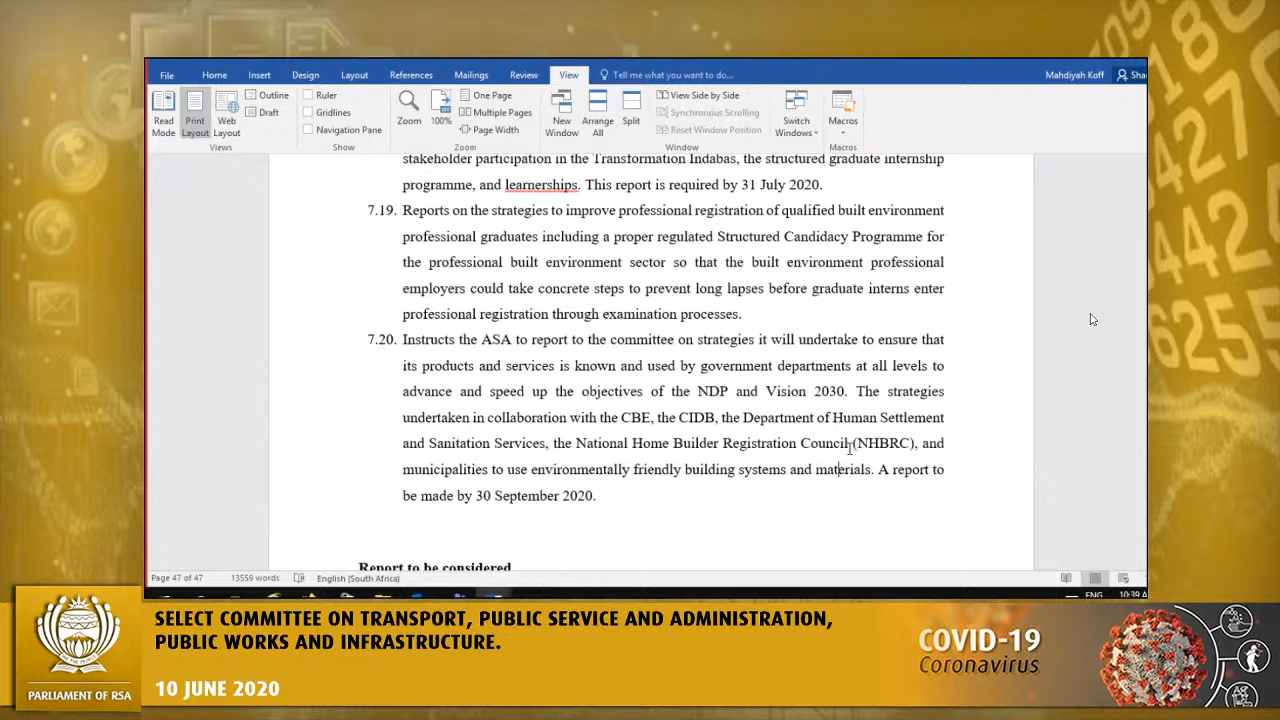 File Home Insert Design Layout References Mailings Review View Tell me what you want to do... Mahdiyah Koff
Read Mode
Print Layout
Web Layout
Outline
Draft
Views
Ruler
Gridlines
Navigation Pane
Show
Zoom
100%
One Page
Multiple Pages
Page Width
Zoom
New Window
Arrange All
Split
View Side by Side
Synchronous Scrolling
Reset Window Position
Window
Switch Windows
Macros
Macros
stakeholder participation in the Transformation Indabas, the structured graduate internship
programme, and learnerships. This report is required by 31 July 2020.
7.19. Reports on the strategies to improve professional registration of qualified built environment
professional graduates including a proper regulated Structured Candidacy Programme for
the professional built environment sector so that the built environment professional
employers could take concrete steps to prevent long lapses before graduate interns enter
professional registration through examination processes.
7.20. Instructs the ASA to report to the committee on strategies it will undertake to ensure that
its products and services is known and used by government departments at all levels to
advance and speed up the objectives of the NDP and Vision 2030. The strategies
undertaken in collaboration with the CBE, the CIDB, the Department of Human Settlement
and Sanitation Services, the National Home Builder Registration Council (NHBRC), and
municipalities to use environmentally friendly building systems and materials. A report to
be made by 30 September 2020.
Report to be considered
Page 47 of 47 13559 words English (South Africa)
ENG 10:39
SELECT COMMITTEE ON TRANSPORT, PUBLIC SERVICE AND ADMINISTRATION,
PUBLIC WORKS AND INFRASTRUCTURE.
10 JUNE 2020
PARLIAMENT OF RSA
COVID-19
Coronavirus